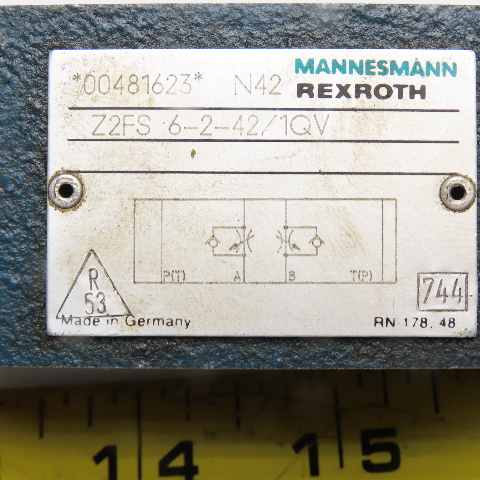 *00481623* N42 MANNESMANN
REXROTH
Z2FS 6-2-42/1QV
P(T) A B T(P)
R
53
744
Made in Germany
RN 178. 48
14 15